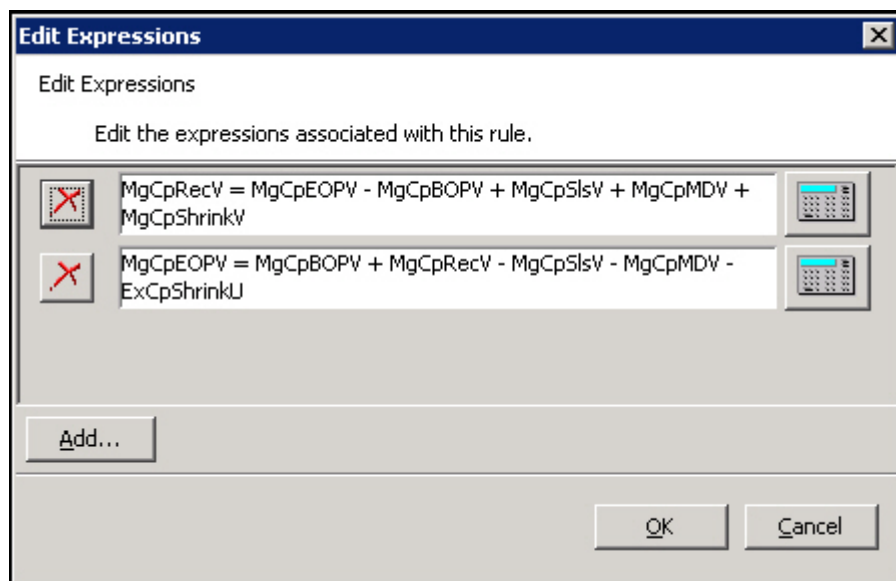 Edit Expressions
Edit Expressions
Edit the expressions associated with this rule.
MgCpRecV = MgCpEOPV - MgCpBOPV + MgCpSlsV + MgCpMDV +
MgCpShrinkV
MgCpEOPV = MgCpBOPV + MgCpRecV - MgCpSlsV - MgCpMDV -
ExCpShrinkU
Add...
OK
Cancel